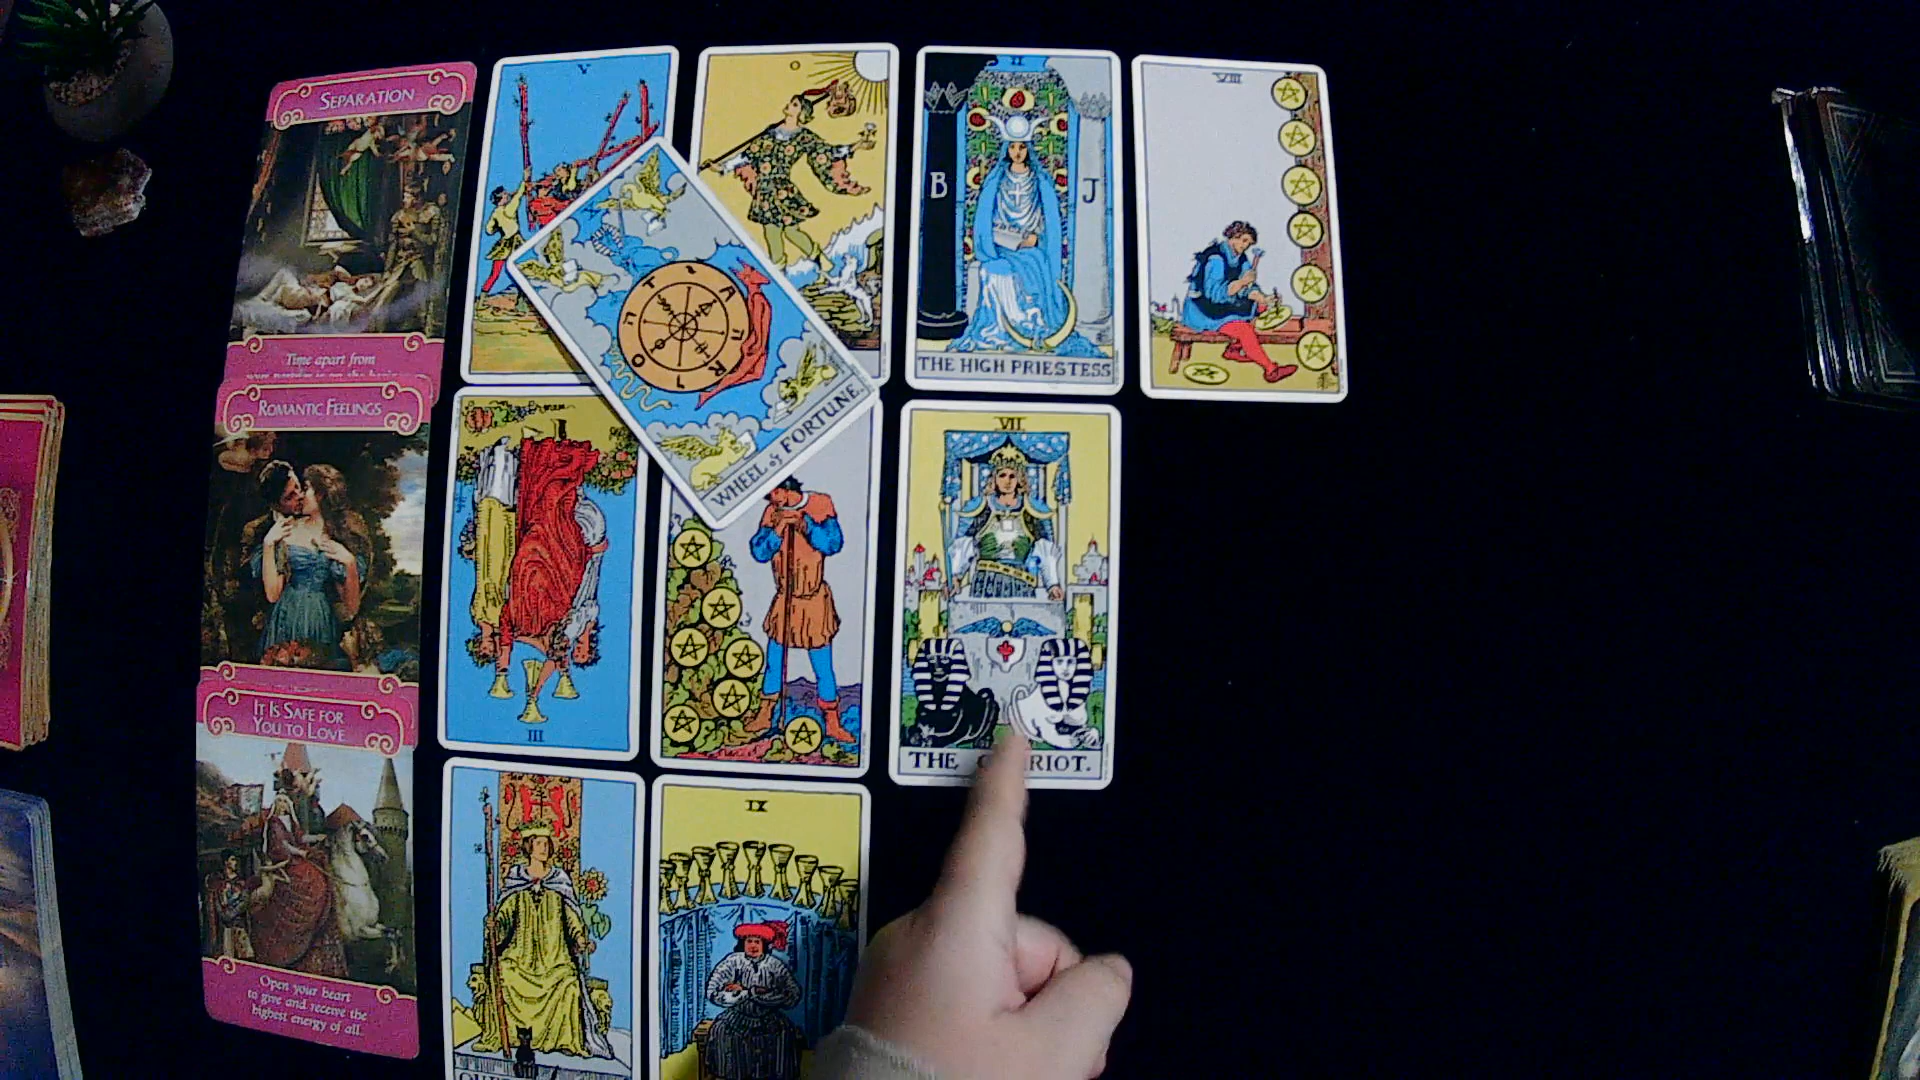 SEPARATION
Time apart from
ROMANTIC FEELINGS
IT IS SAFE FOR
YOU TO LOVE
Open your heart
to give and receive the
highest energy of all.
V
O
II
B
J
THE HIGH PRIESTESS
VIII
T
A
R
O
WHEEL of FORTUNE.
III
VII
THE
RIOT.
IX